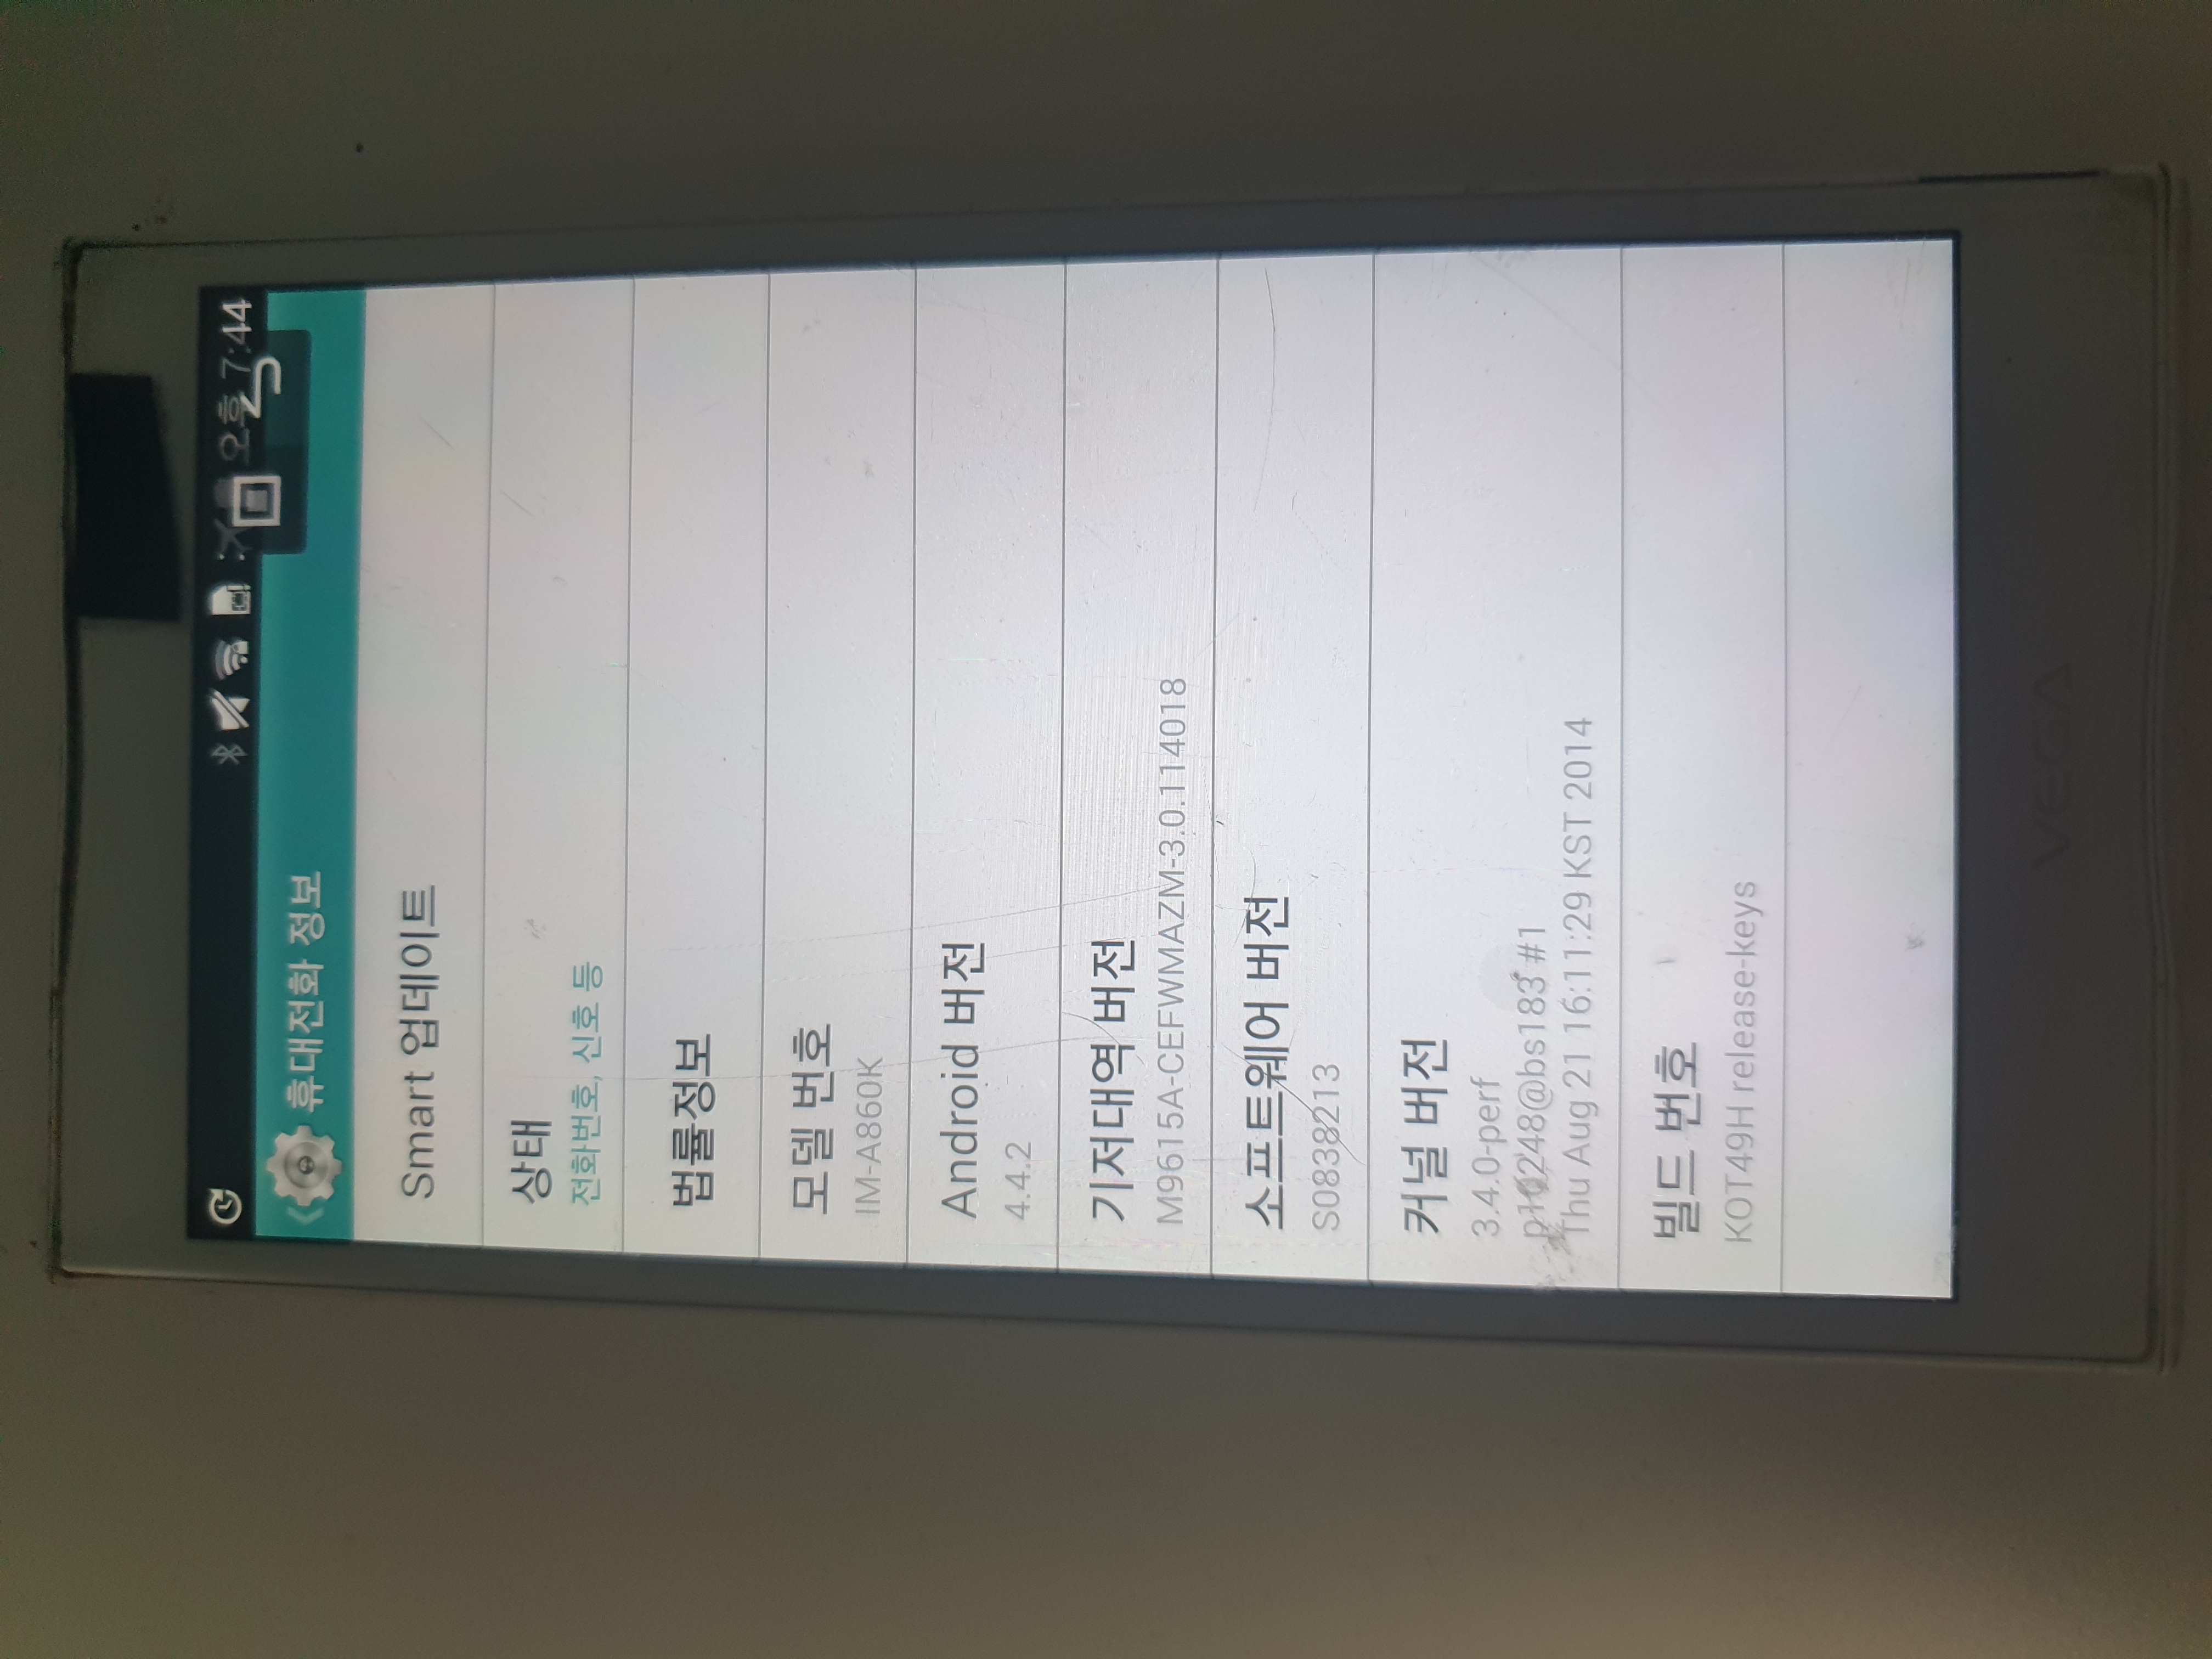 오후 7:44
휴대전화 정보
Smart 업데이트
상태
전화번호, 신호 등
법률정보
모델 번호
IM-A860K
Android 버전
4.4.2
기저대역 버전
M9615A-CEFWMAZM-3.0.114018
소프트웨어 버전
S0838213
커널 버전
3.4.0-perf
p10248@bs183 #1
Thu Aug 21 16:11:29 KST 2014
빌드 번호
KOT49H release-keys
VEGA